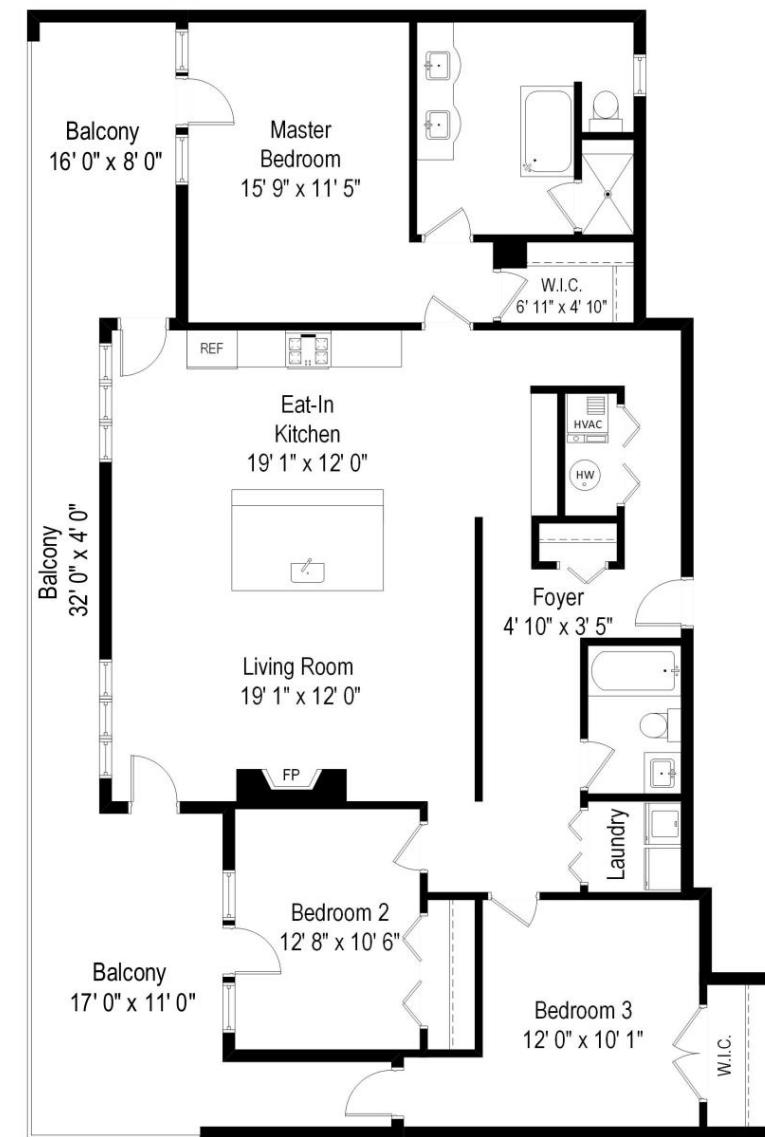 Balcony
16' 0" x 8' 0"
Master
Bedroom
15' 9" x 11' 5"
W.I.C.
6' 11" x 4' 10"
REF
Eat-In
Kitchen
19' 1" x 12' 0"
HVAC
HW
Balcony
32' 0" x 4' 0"
Foyer
4' 10" x 3' 5"
Living Room
19' 1" x 12' 0"
FP
Laundry
Bedroom 2
12' 8" x 10' 6"
Balcony
17' 0" x 11' 0"
Bedroom 3
12' 0" x 10' 1"
W.I.C.